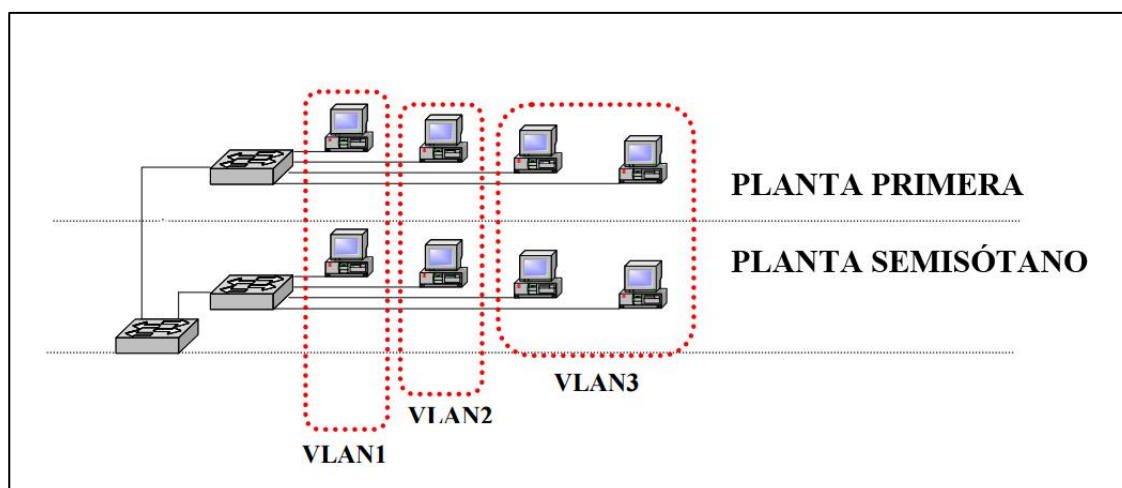 PLANTA PRIMERA
PLANTA SEMISÓTANO
VLAN3
VLAN2
VLAN1